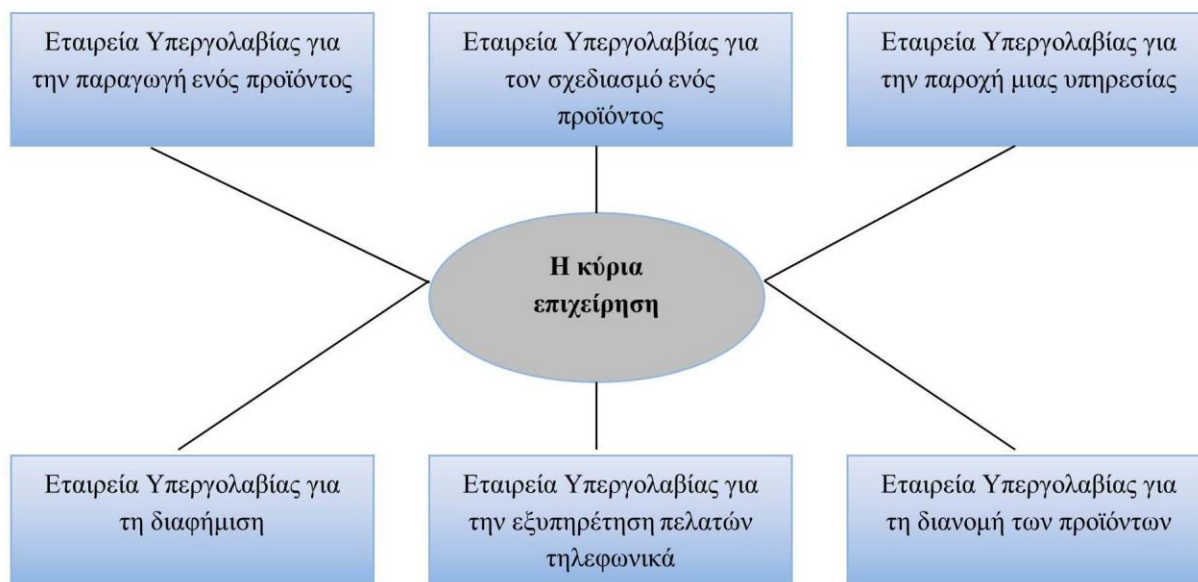 Εταιρεία Υπεργολαβίας για
την παραγωγή ενός προϊόντος
Εταιρεία Υπεργολαβίας για
τον σχεδιασμό ενός
προϊόντος
Εταιρεία Υπεργολαβίας για
την παροχή μιας υπηρεσίας
Η κύρια
επιχείρηση
Εταιρεία Υπεργολαβίας για
τη διαφήμιση
Εταιρεία Υπεργολαβίας για
την εξυπηρέτηση πελατών
τηλεφωνικά
Εταιρεία Υπεργολαβίας για
τη διανομή των προϊόντων